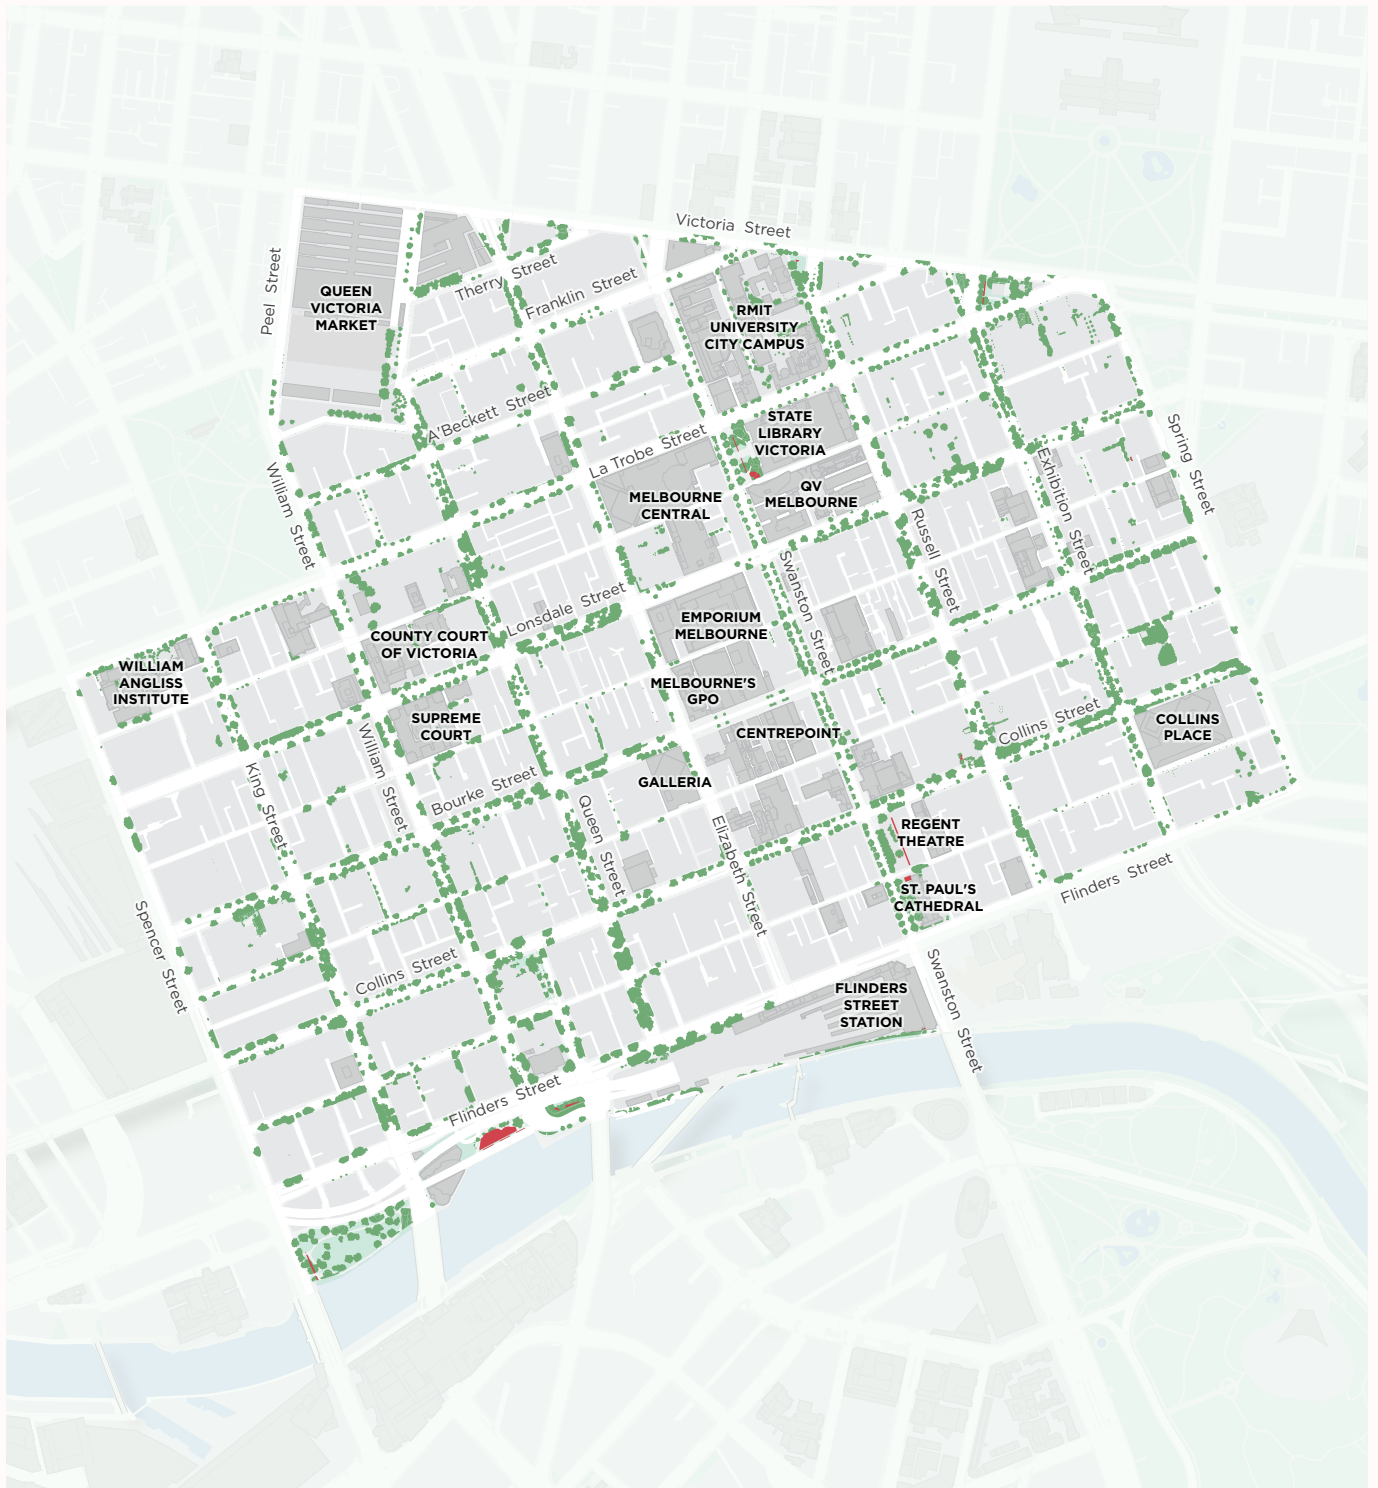 Victoria Street
Peel Street
Therry Street
Franklin Street
QUEEN
VICTORIA
MARKET
RMIT
UNIVERSITY
CITY CAMPUS
A'Beckett Street
La Trobe Street
STATE
LIBRARY
VICTORIA
William Street
MELBOURNE
CENTRAL
QV
MELBOURNE
Exhibition Street
Spring Street
Russell Street
Swanston Street
Lonsdale Street
EMPORIUM
MELBOURNE
COUNTY COURT
OF VICTORIA
WILLIAM
ANGLISS
INSTITUTE
MELBOURNE'S
GPO
SUPREME
COURT
CENTREPOINT
Collins Street
COLLINS
PLACE
William Street
King Street
Bourke Street
GALLERIA
Queen Street
Elizabeth Street
REGENT
THEATRE
ST. PAUL'S
CATHEDRAL
Flinders Street
Spencer Street
Collins Street
FLINDERS
STREET
STATION
Swanston Street
Flinders Street